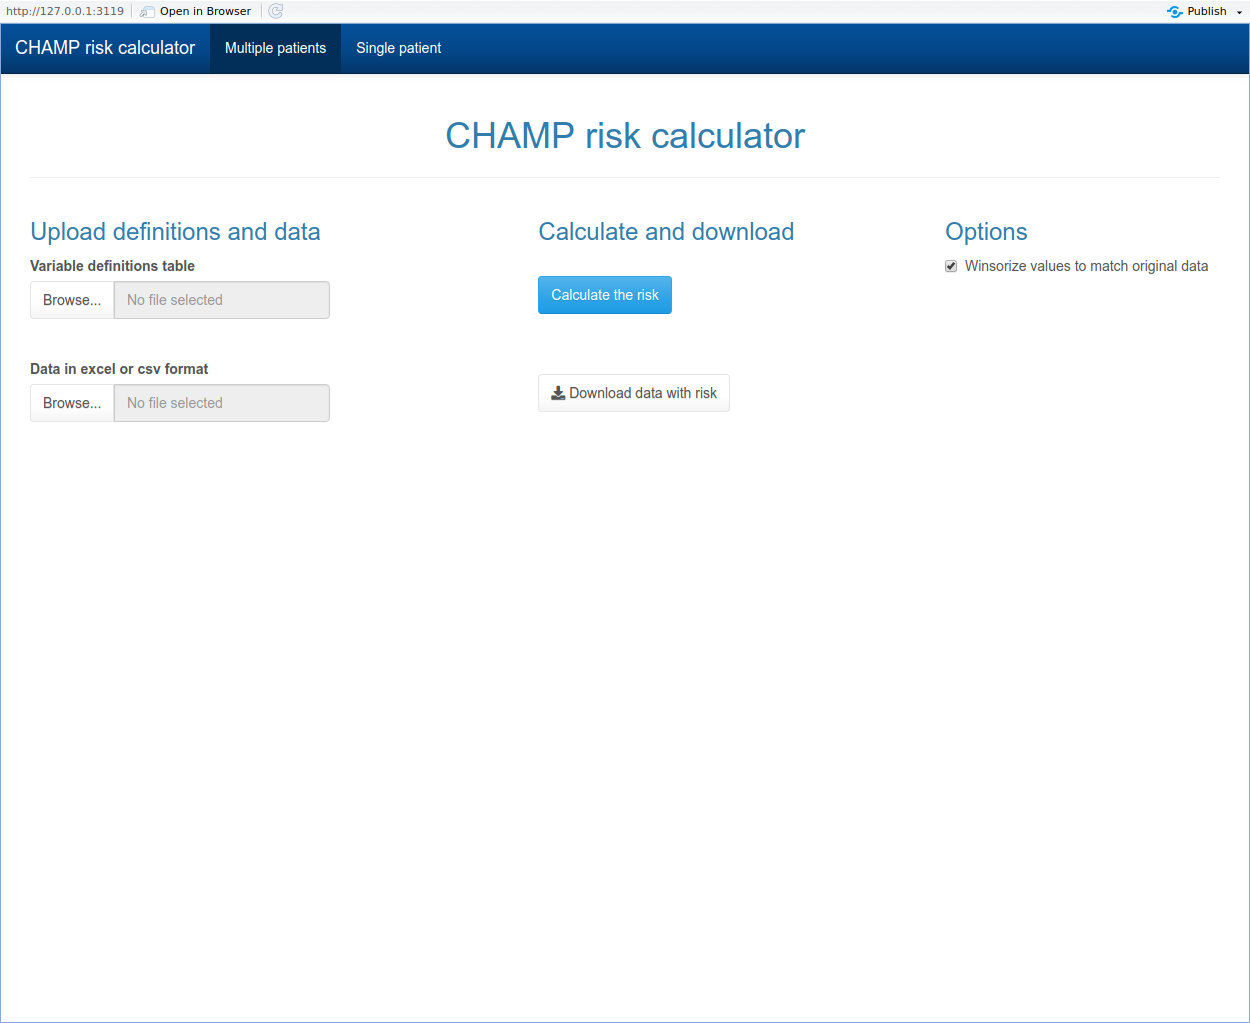 http://127.0.0.1:3119 Open in Browser Publish
CHAMP risk calculator Multiple patients Single patient
CHAMP risk calculator
Upload definitions and data
Variable definitions table
Browse... No file selected
Data in excel or csv format
Browse... No file selected
Calculate and download
Calculate the risk
Download data with risk
Options
Winsorize values to match original data